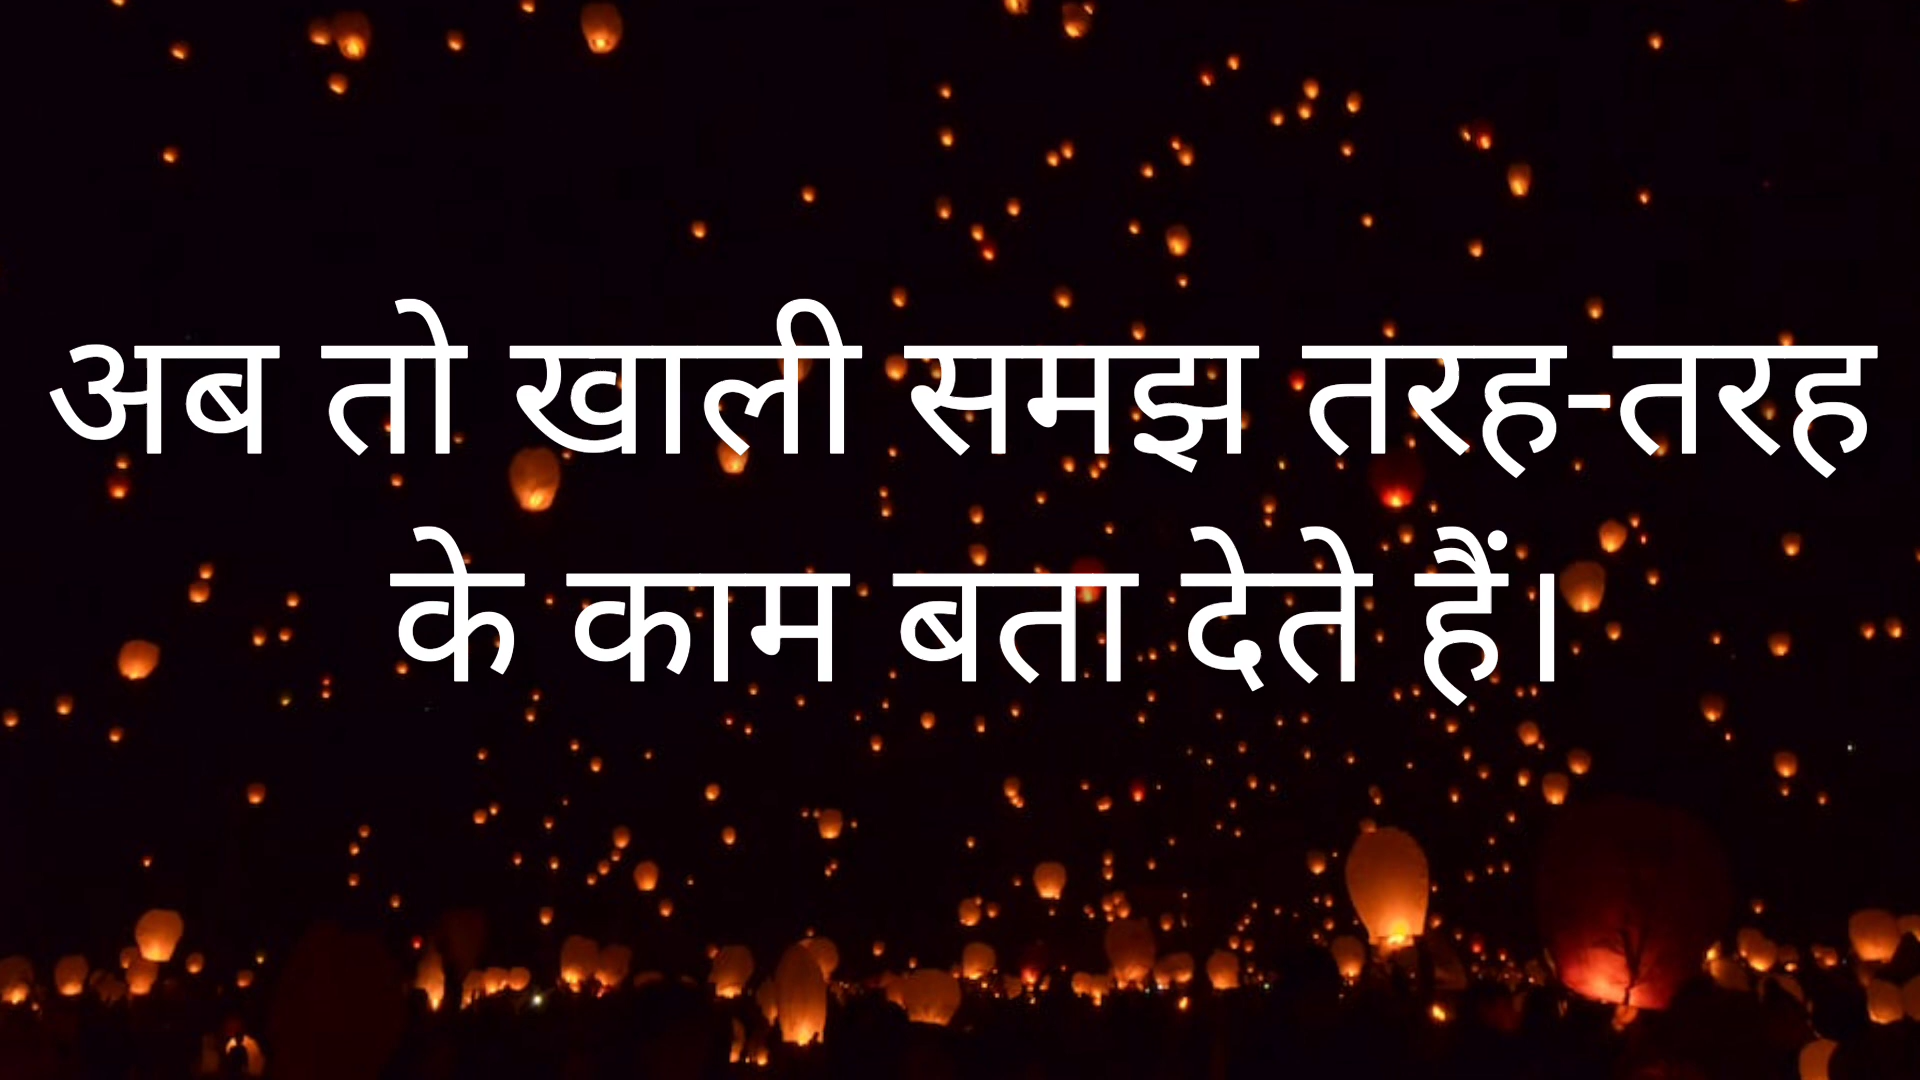 अब तो खाली समझ तरह-तरह
के काम बता देते हैं।